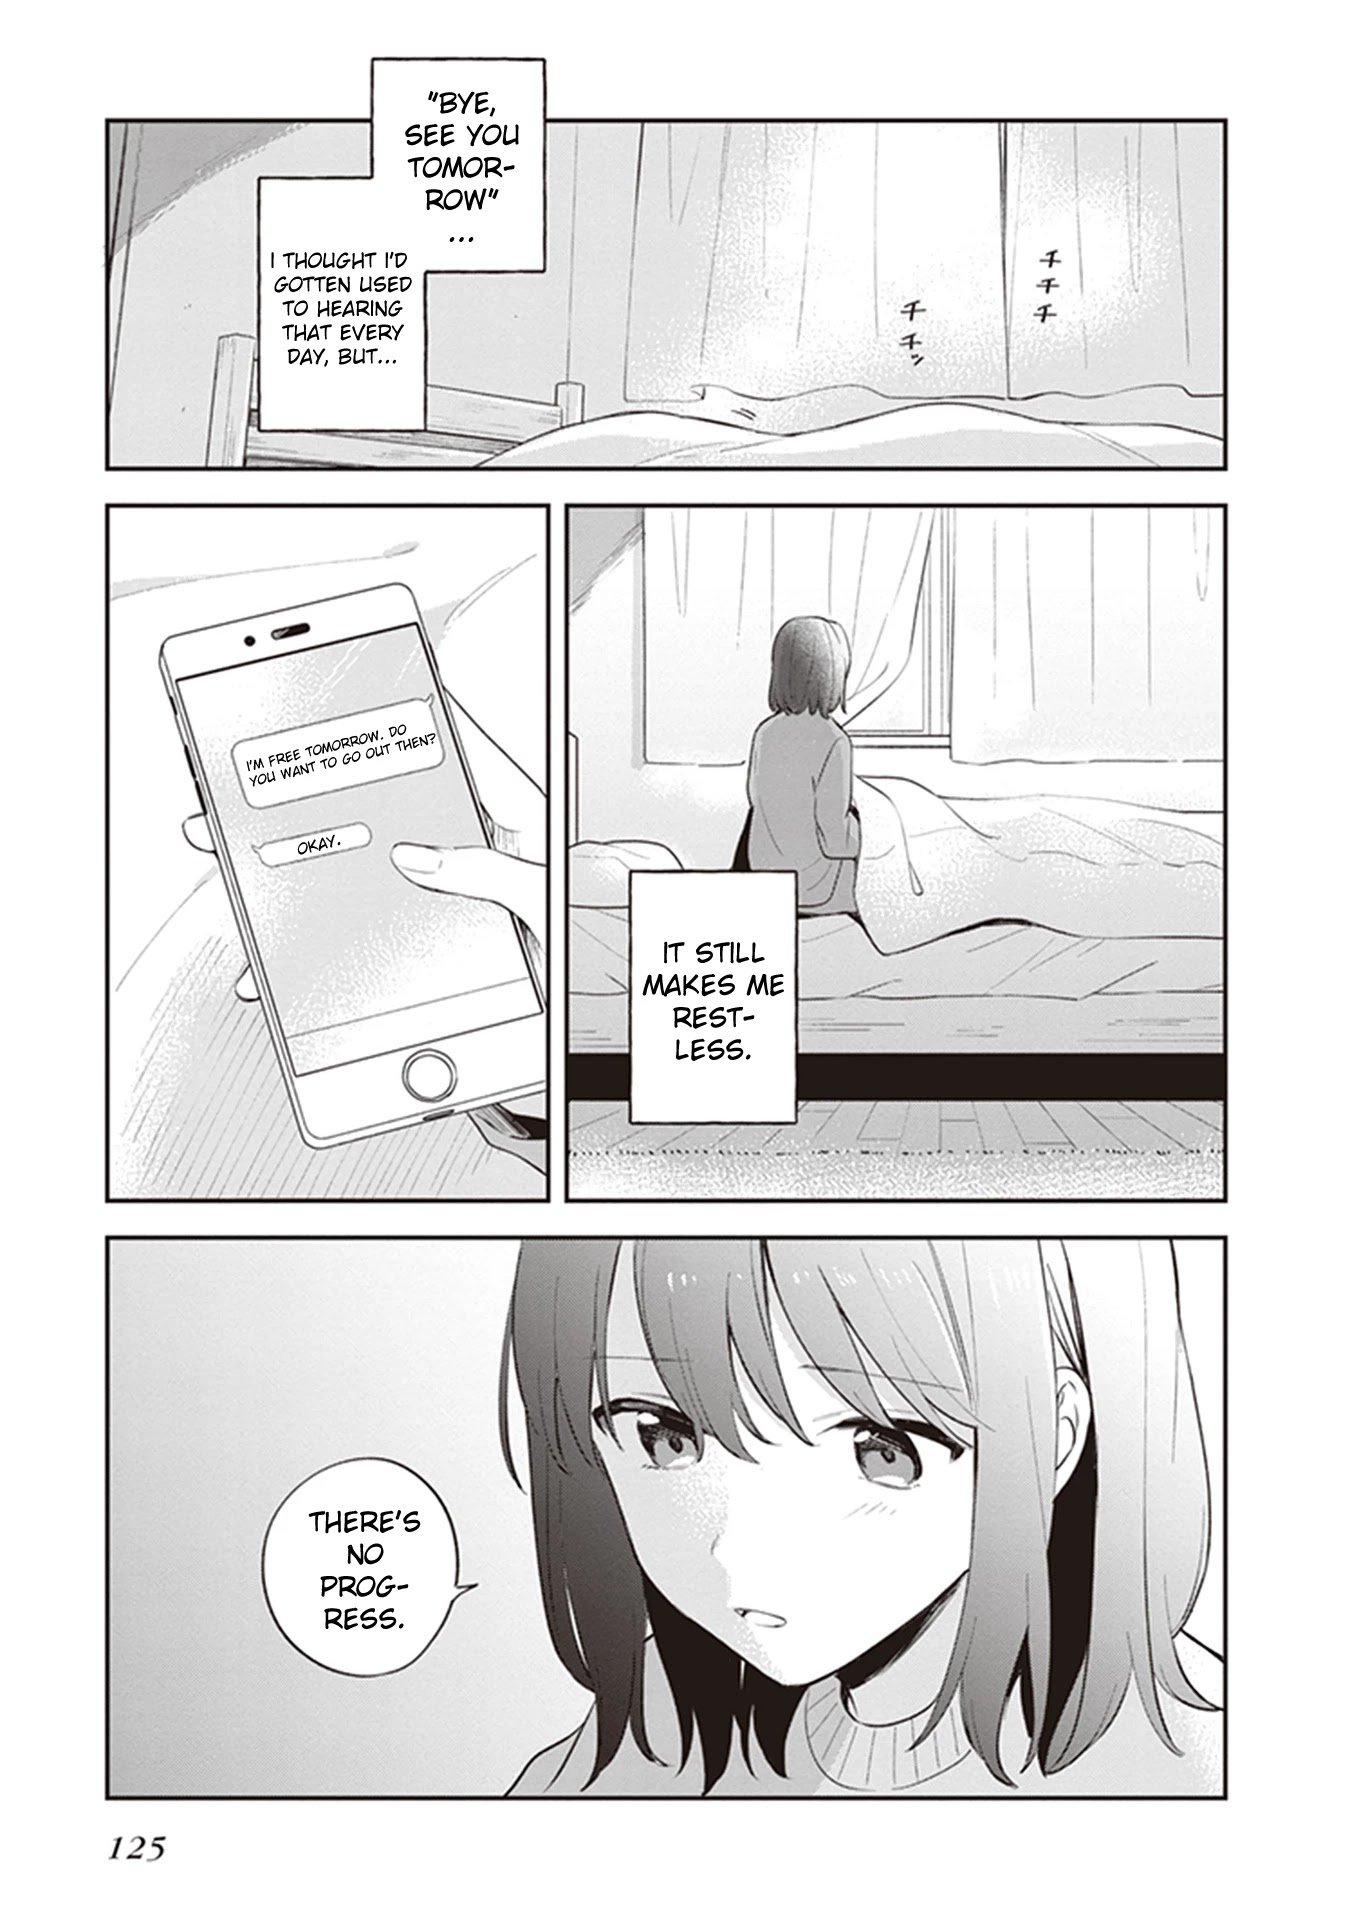 "BYE,
SEE YOU
TOMOR-
ROW"
...
I THOUGHT I'D
GOTTEN USED
TO HEARING
THAT EVERY
DAY, BUT...
チチチ
チチッ
IT STILL
MAKES ME
REST-
LESS.
I'M FREE TOMORROW. DO
YOU WANT TO GO OUT THEN?
OKAY.
THERE'S
NO
PROG-
RESS.
125